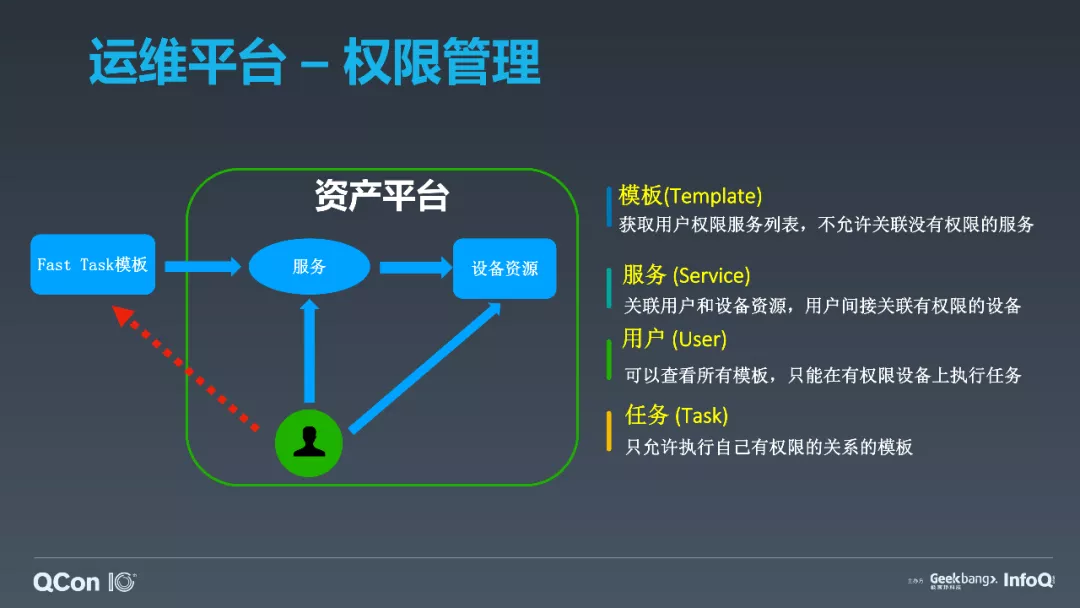 运维平台 – 权限管理
资产平台
Fast Task模板
服务
设备资源
模板(Template)
获取用户权限服务列表，不允许关联没有权限的服务
服务 (Service)
关联用户和设备资源，用户间接关联有权限的设备
用户 (User)
可以查看所有模板，只能在有权限设备上执行任务
任务 (Task)
只允许执行自己有权限的关系的模板
QCon 10th
主办方 Geekbang>. InfoQ
极客邦科技